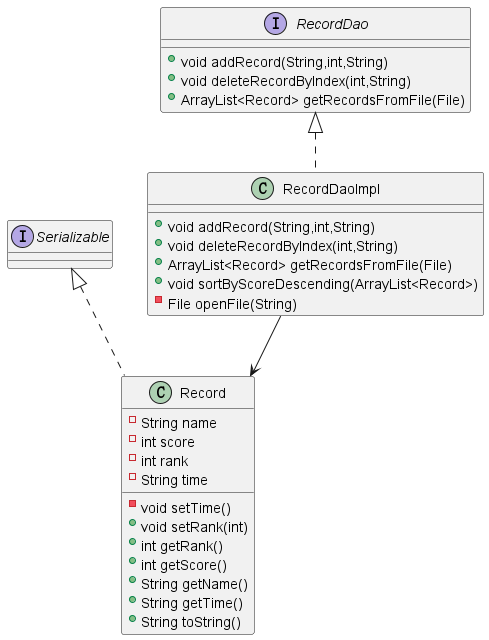 I RecordDao
void addRecord(String,int,String)
void deleteRecordByIndex(int,String)
ArrayList<Record> getRecordsFromFile(File)
C RecordDaoImpl
void addRecord(String,int,String)
void deleteRecordByIndex(int,String)
ArrayList<Record> getRecordsFromFile(File)
void sortByScoreDescending(ArrayList<Record>)
File openFile(String)
I Serializable
C Record
String name
int score
int rank
String time
void setTime()
void setRank(int)
int getRank()
int getScore()
String getName()
String getTime()
String toString()